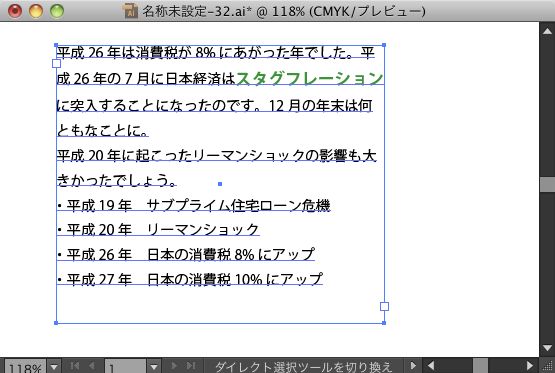 名称未設定-32.ai* @ 118% (CMYK/プレビュー)
平成 26 年は消費税が 8% にあがった年でした。平
成 26 年の 7 月に日本経済はスタグフレーション
に突入することになったのです。12 月の年末は何
ともなことに。
平成 20 年に起こったリーマンショックの影響も大
きかったでしょう。
・平成 19 年　サブプライム住宅ローン危機
・平成 20 年　リーマンショック
・平成 26 年　日本の消費税 8% にアップ
・平成 27 年　日本の消費税 10% にアップ
118% 1 ダイレクト選択ツールを切り換え